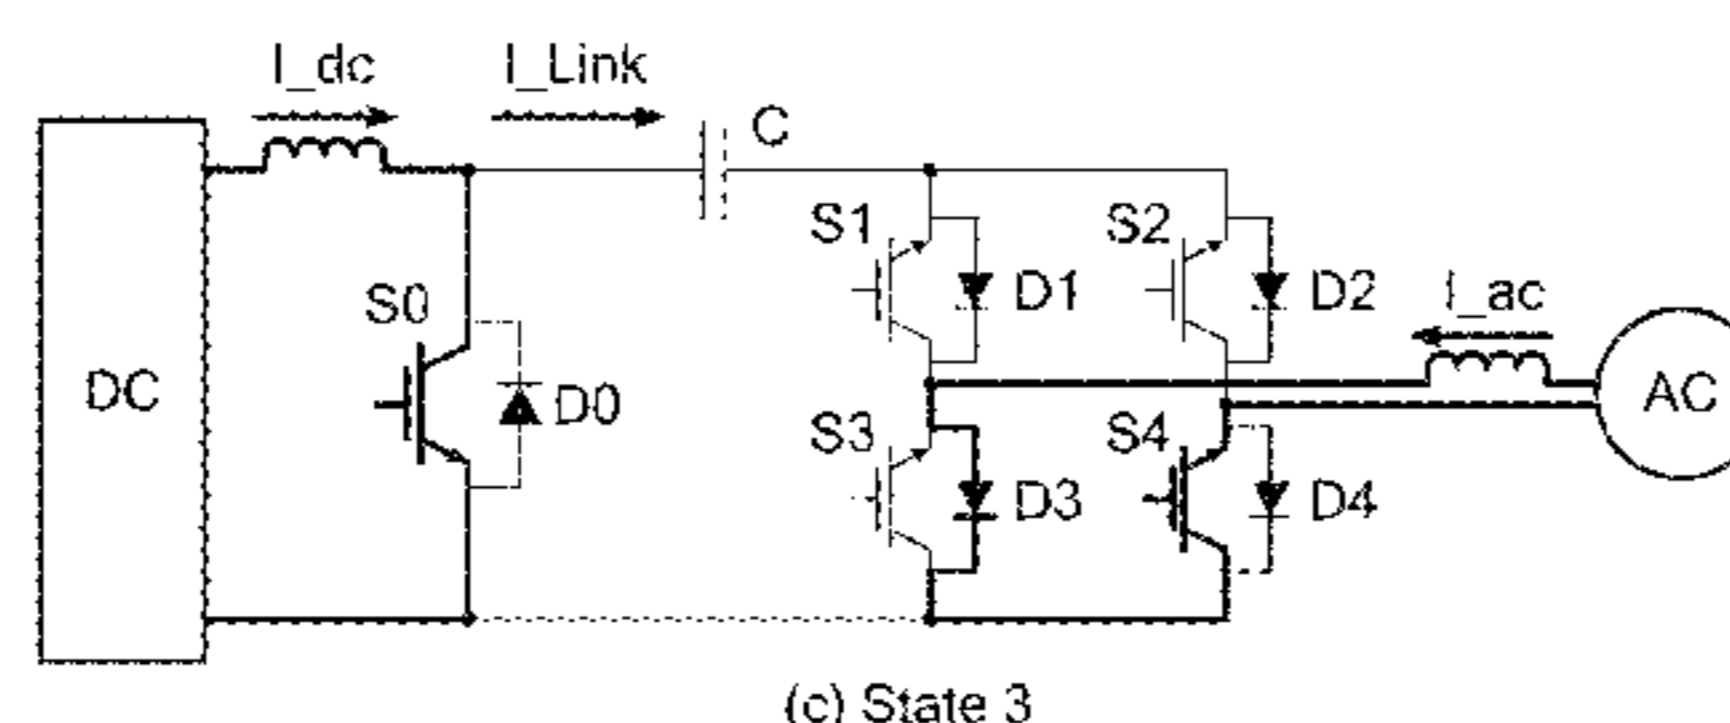 I_dc I_Link
C
S1 S2
D1 D2 I_ac
S0
DC D0 AC
S3 S4
D3 D4
(c) State 3